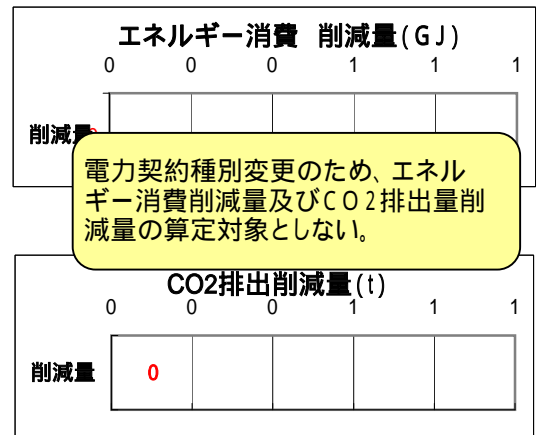 エネルギー消費 削減量(GJ)
0 0 0 1 1 1
削減量
電力契約種別変更のため、エネル
ギー消費削減量及びCO2排出量削
減量の算定対象としない。
CO2排出削減量(t)
0 0 0 1 1 1
削減量 0